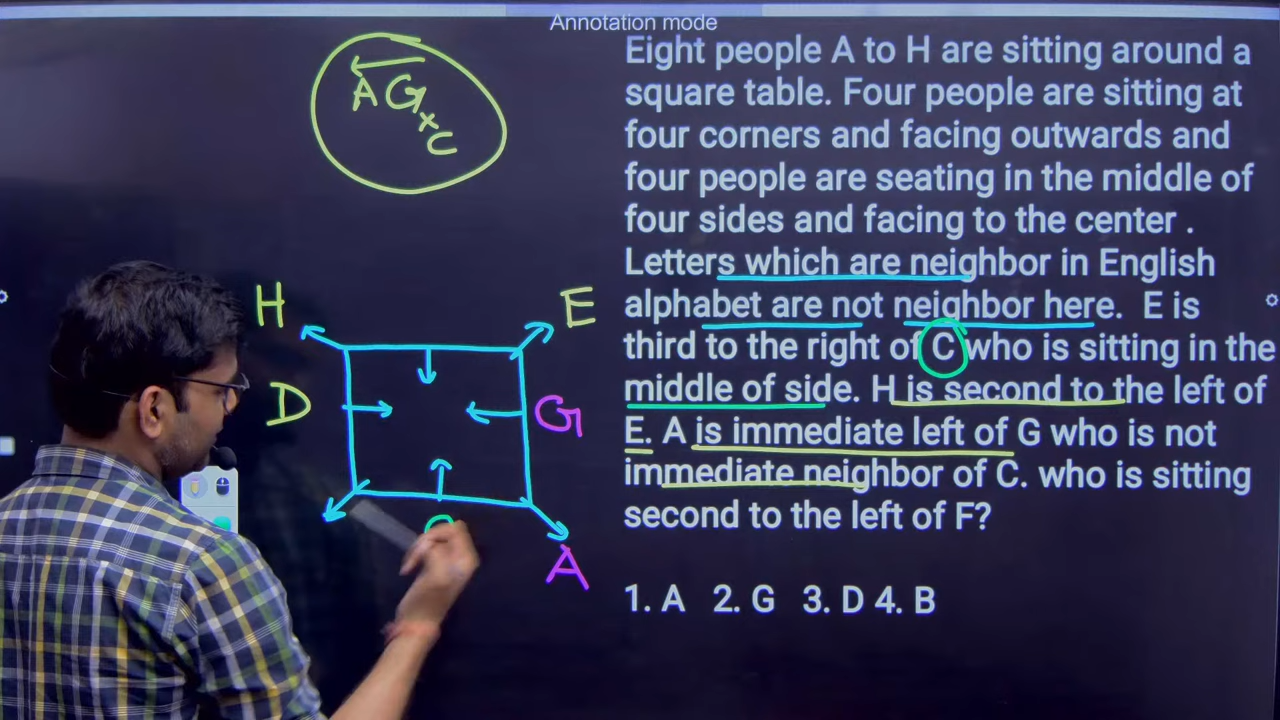 Annotation mode
A G
C
Eight people A to H are sitting around a
square table. Four people are sitting at
four corners and facing outwards and
four people are seating in the middle of
four sides and facing to the center .
Letters which are neighbor in English
alphabet are not neighbor here. E is
third to the right of C who is sitting in the
middle of side. H is second to the left of
E. A is immediate left of G who is not
immediate neighbor of C. who is sitting
second to the left of F?
1. A 2. G 3. D 4. B
H
E
D
G
A